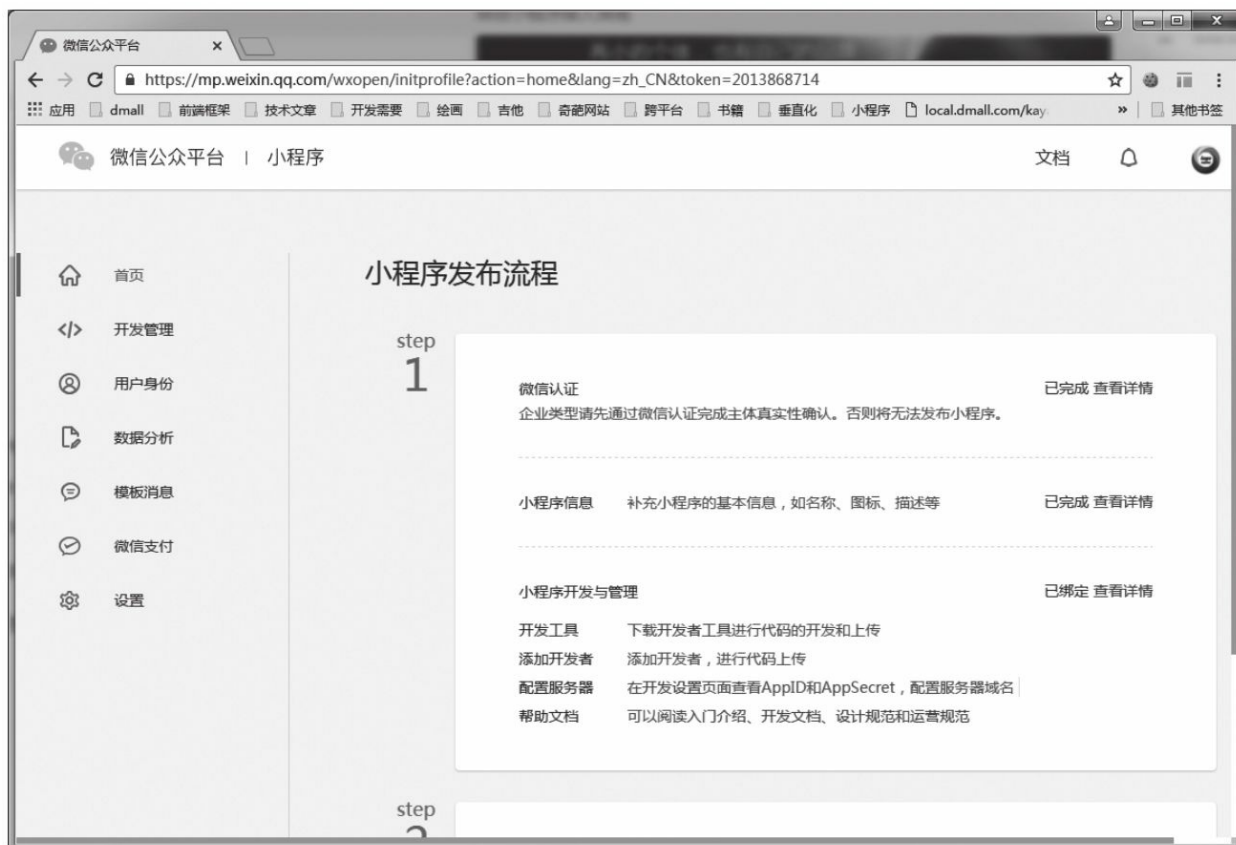 微信公众平台
https://mp.weixin.qq.com/wxopen/initprofile?action=home&lang=zh_CN&token=2013868714
应用 dmall 前端框架 技术文章 开发需要 绘画 吉他 奇葩网站 跨平台 书籍 垂直化 小程序 local.dmall.com/kay » 其他书签
微信公众平台 | 小程序 文档
首页
开发管理
用户身份
数据分析
模板消息
微信支付
设置
小程序发布流程
step
1
微信认证 已完成 查看详情
企业类型请先通过微信认证完成主体真实性确认。否则将无法发布小程序。
小程序信息 补充小程序的基本信息,如名称、图标、描述等 已完成 查看详情
小程序开发与管理 已绑定 查看详情
开发工具 下载开发者工具进行代码的开发和上传
添加开发者 添加开发者,进行代码上传
配置服务器 在开发设置页面查看AppID和AppSecret,配置服务器域名
帮助文档 可以阅读入门介绍、开发文档、设计规范和运营规范
step